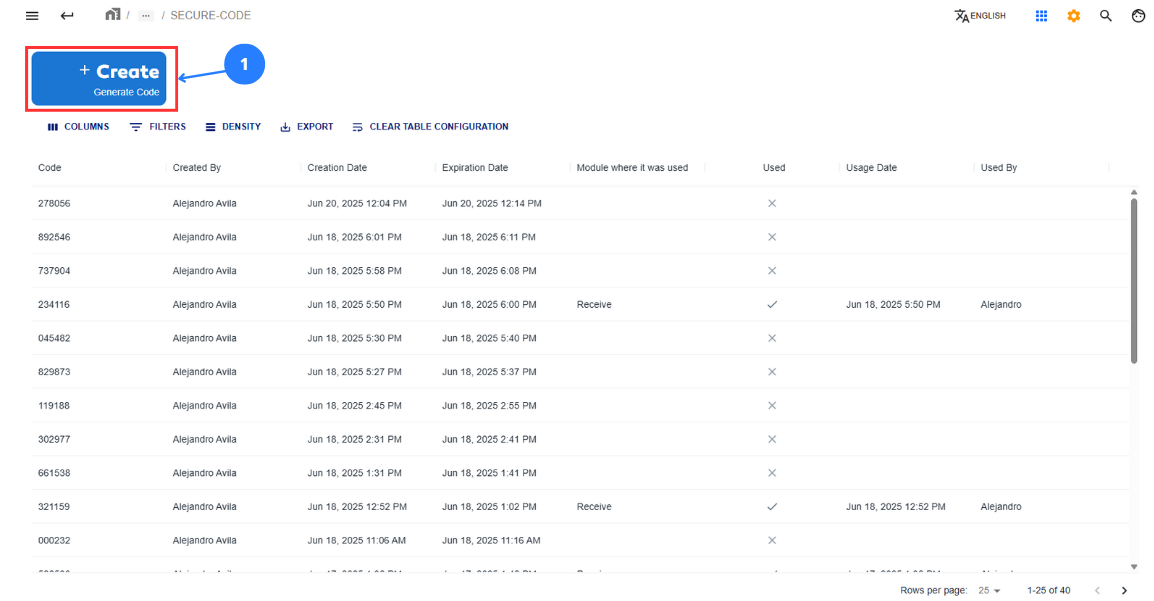 / ... / SECURE-CODE ENGLISH
+ Create
Generate Code
1
COLUMNS FILTERS DENSITY EXPORT CLEAR TABLE CONFIGURATION
Code Created By Creation Date Expiration Date Module where it was used Used Usage Date Used By
278056 Alejandro Avila Jun 20, 2025 12:04 PM Jun 20, 2025 12:14 PM
892546 Alejandro Avila Jun 18, 2025 6:01 PM Jun 18, 2025 6:11 PM
737904 Alejandro Avila Jun 18, 2025 5:58 PM Jun 18, 2025 6:08 PM
234116 Alejandro Avila Jun 18, 2025 5:50 PM Jun 18, 2025 6:00 PM Receive Jun 18, 2025 5:50 PM Alejandro
045482 Alejandro Avila Jun 18, 2025 5:30 PM Jun 18, 2025 5:40 PM
829873 Alejandro Avila Jun 18, 2025 5:27 PM Jun 18, 2025 5:37 PM
119188 Alejandro Avila Jun 18, 2025 2:45 PM Jun 18, 2025 2:55 PM
302977 Alejandro Avila Jun 18, 2025 2:31 PM Jun 18, 2025 2:41 PM
661538 Alejandro Avila Jun 18, 2025 1:31 PM Jun 18, 2025 1:41 PM
321159 Alejandro Avila Jun 18, 2025 12:52 PM Jun 18, 2025 1:02 PM Receive Jun 18, 2025 12:52 PM Alejandro
000232 Alejandro Avila Jun 18, 2025 11:06 AM Jun 18, 2025 11:16 AM
Rows per page: 25 1-25 of 40